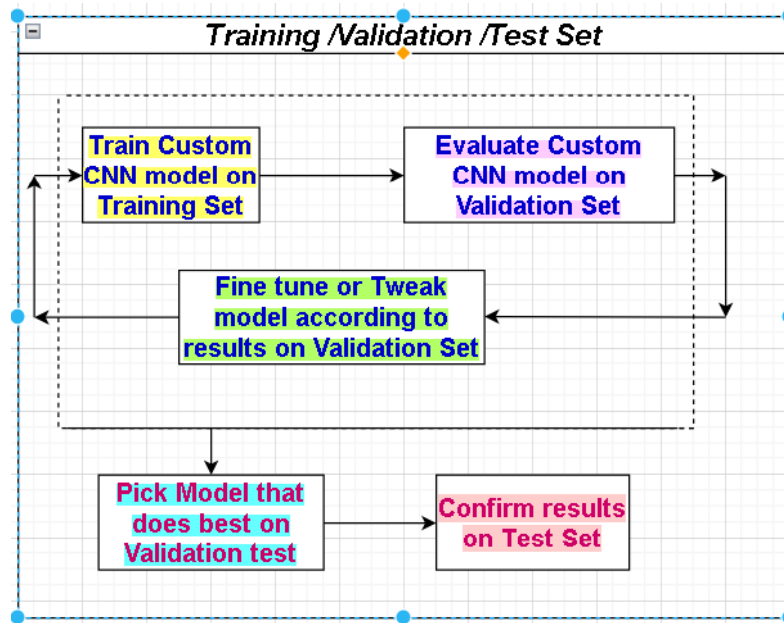 Training /Validation /Test Set
Train Custom
CNN model on
Training Set
Evaluate Custom
CNN model on
Validation Set
Fine tune or Tweak
model according to
results on Validation Set
Pick Model that
does best on
Validation test
Confirm results
on Test Set